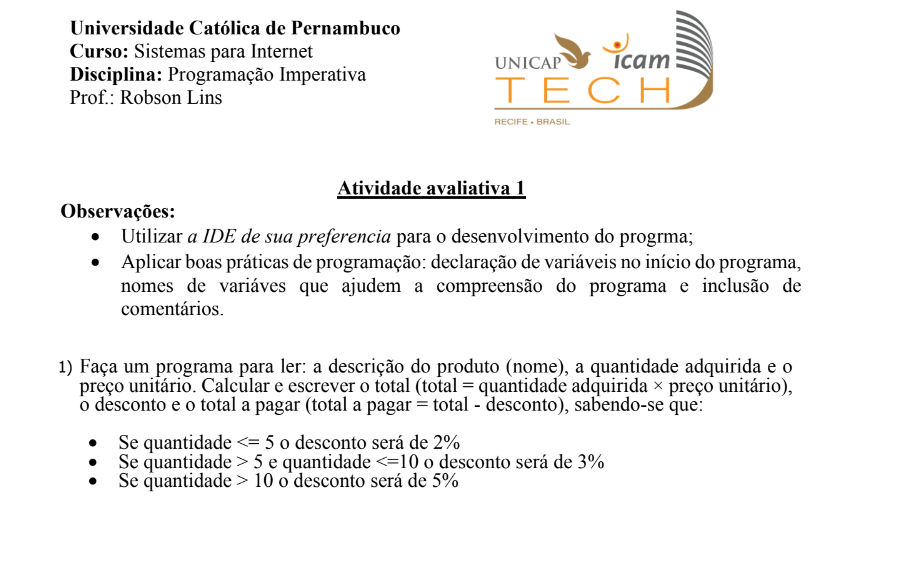 Universidade Católica de Pernambuco
Curso: Sistemas para Internet
Disciplina: Programação Imperativa
Prof.: Robson Lins
UNICAP icam
TECH
RECIFE • BRASIL
Atividade avaliativa 1
Observações:
• Utilizar a IDE de sua preferencia para o desenvolvimento do progrma;
• Aplicar boas práticas de programação: declaração de variáveis no início do programa,
nomes de variáves que ajudem a compreensão do programa e inclusão de
comentários.
1) Faça um programa para ler: a descrição do produto (nome), a quantidade adquirida e o
preço unitário. Calcular e escrever o total (total = quantidade adquirida × preço unitário),
o desconto e o total a pagar (total a pagar = total - desconto), sabendo-se que:
• Se quantidade <= 5 o desconto será de 2%
• Se quantidade > 5 e quantidade <=10 o desconto será de 3%
• Se quantidade > 10 o desconto será de 5%